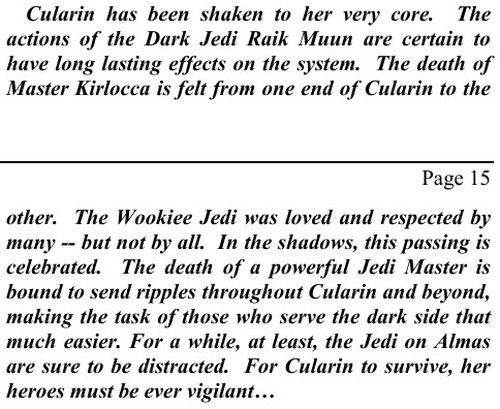 Cularin has been shaken to her very core. The
actions of the Dark Jedi Raik Muun are certain to
have long lasting effects on the system. The death of
Master Kirlocca is felt from one end of Cularin to the
Page 15
other. The Wookiee Jedi was loved and respected by
many -- but not by all. In the shadows, this passing is
celebrated. The death of a powerful Jedi Master is
bound to send ripples throughout Cularin and beyond,
making the task of those who serve the dark side that
much easier. For a while, at least, the Jedi on Almas
are sure to be distracted. For Cularin to survive, her
heroes must be ever vigilant…